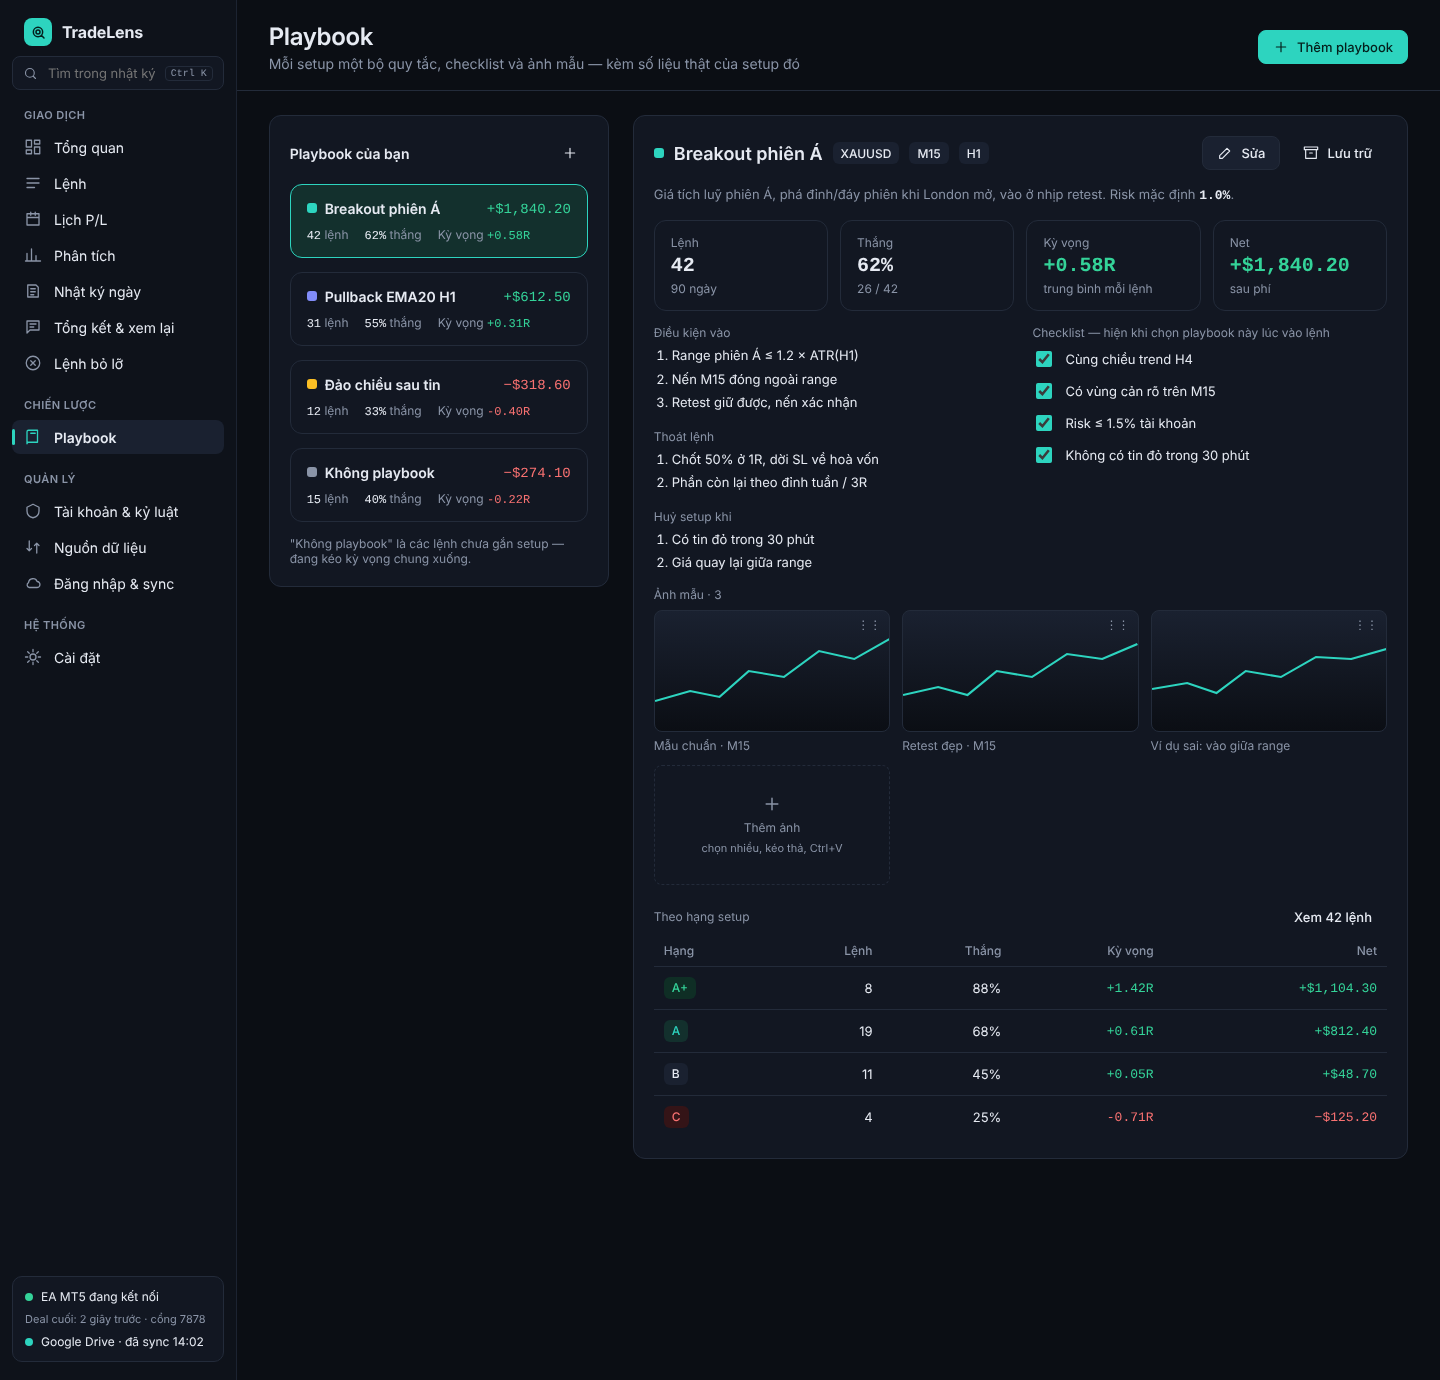 TradeLens
Tìm trong nhật ký Ctrl K
GIAO DỊCH
Tổng quan
Lệnh
Lịch P/L
Phân tích
Nhật ký ngày
Tổng kết & xem lại
Lệnh bỏ lỡ
CHIẾN LƯỢC
Playbook
QUẢN LÝ
Tài khoản & kỷ luật
Nguồn dữ liệu
Đăng nhập & sync
HỆ THỐNG
Cài đặt
EA MT5 đang kết nối
Deal cuối: 2 giây trước · cổng 7878
Google Drive · đã sync 14:02
Playbook
Mỗi setup một bộ quy tắc, checklist và ảnh mẫu — kèm số liệu thật của setup đó
Thêm playbook
Playbook của bạn
Breakout phiên Á +$1,840.20
42 lệnh 62% thắng Kỳ vọng +0.58R
Pullback EMA20 H1 +$612.50
31 lệnh 55% thắng Kỳ vọng +0.31R
Đảo chiều sau tin −$318.60
12 lệnh 33% thắng Kỳ vọng -0.40R
Không playbook −$274.10
15 lệnh 40% thắng Kỳ vọng -0.22R
"Không playbook" là các lệnh chưa gắn setup —
đang kéo kỳ vọng chung xuống.
Breakout phiên Á XAUUSD M15 H1 Sửa Lưu trữ
Giá tích luỹ phiên Á, phá đỉnh/đáy phiên khi London mở, vào ở nhịp retest. Risk mặc định 1.0%.
Lệnh
42
90 ngày
Thắng
62%
26 / 42
Kỳ vọng
+0.58R
trung bình mỗi lệnh
Net
+$1,840.20
sau phí
Điều kiện vào
1. Range phiên Á ≤ 1.2 × ATR(H1)
2. Nến M15 đóng ngoài range
3. Retest giữ được, nến xác nhận
Thoát lệnh
1. Chốt 50% ở 1R, dời SL về hoà vốn
2. Phần còn lại theo đỉnh tuần / 3R
Huỷ setup khi
1. Có tin đỏ trong 30 phút
2. Giá quay lại giữa range
Checklist — hiện khi chọn playbook này lúc vào lệnh
Cùng chiều trend H4
Có vùng cản rõ trên M15
Risk ≤ 1.5% tài khoản
Không có tin đỏ trong 30 phút
Ảnh mẫu · 3
Mẫu chuẩn · M15
Retest đẹp · M15
Ví dụ sai: vào giữa range
Thêm ảnh
chọn nhiều, kéo thả, Ctrl+V
Theo hạng setup Xem 42 lệnh
Hạng Lệnh Thắng Kỳ vọng Net
A+ 8 88% +1.42R +$1,104.30
A 19 68% +0.61R +$812.40
B 11 45% +0.05R +$48.70
C 4 25% -0.71R −$125.20